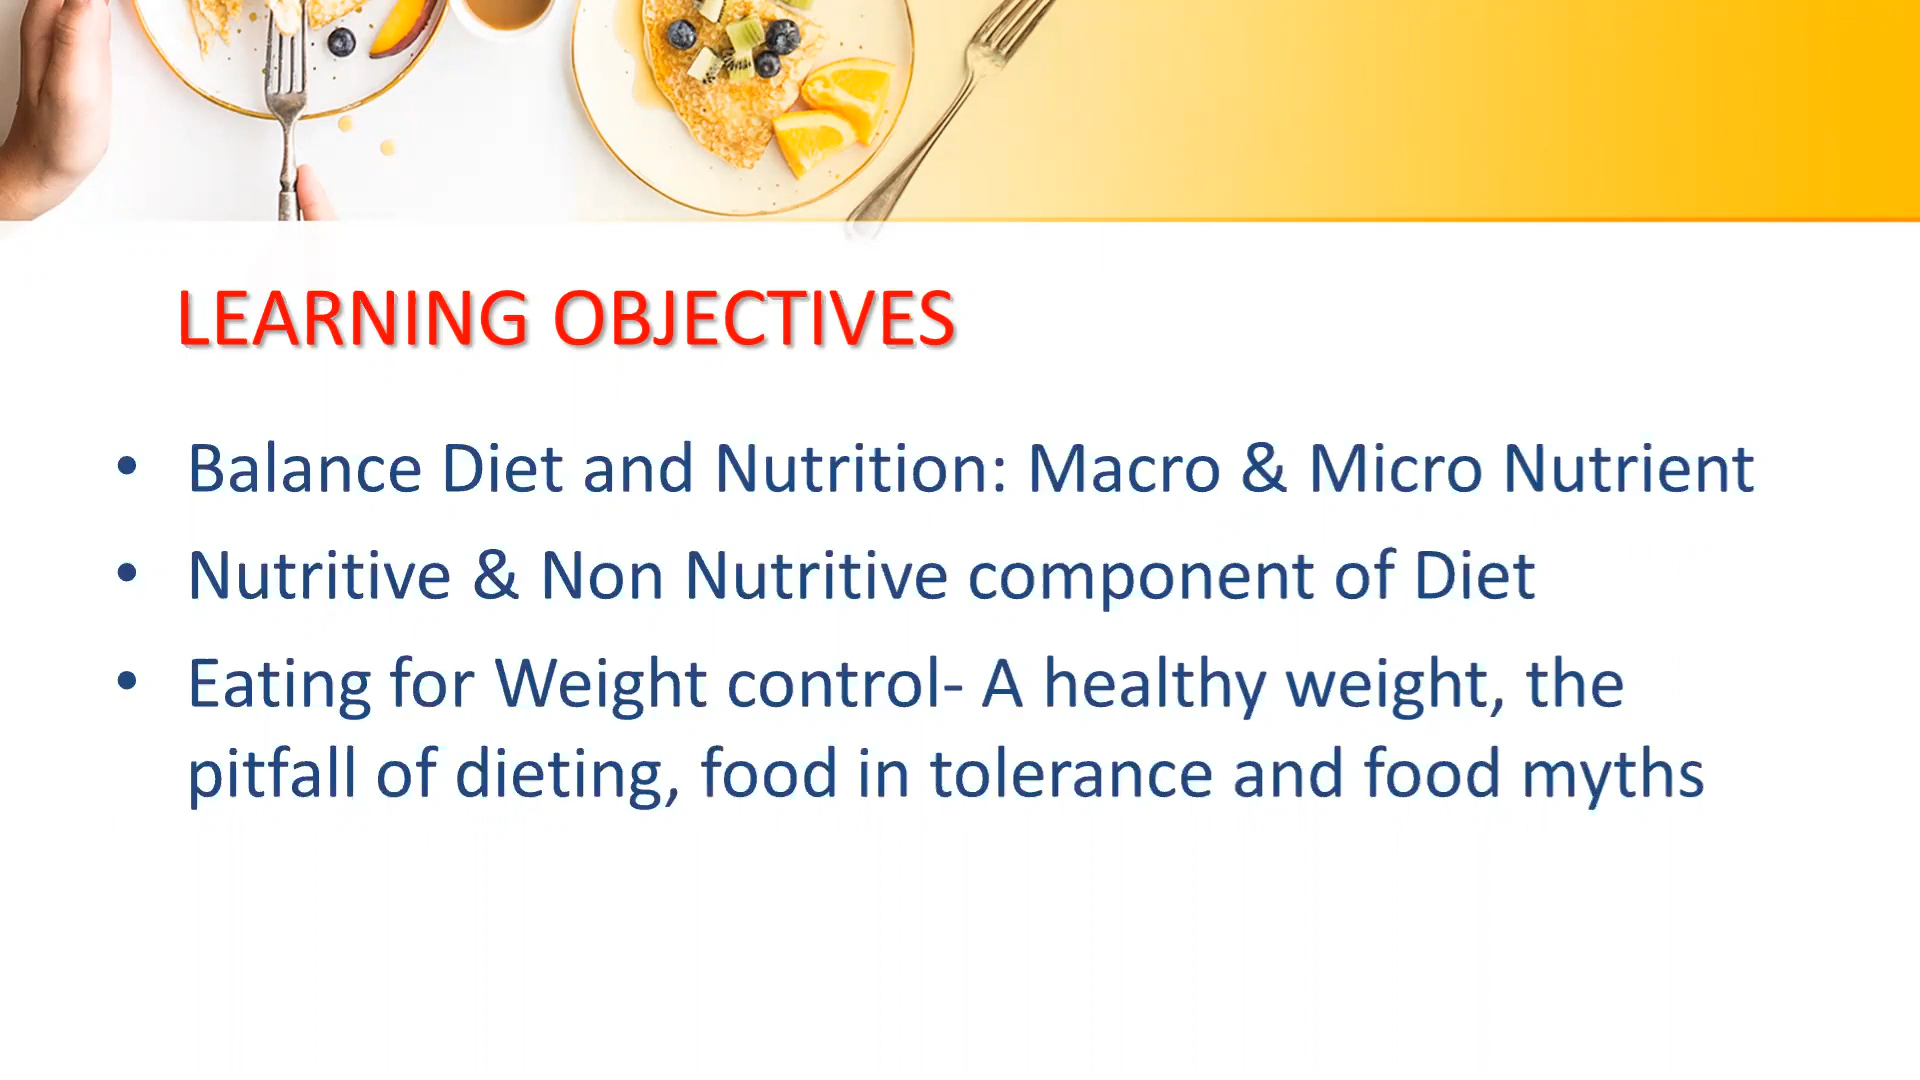 LEARNING OBJECTIVES
• Balance Diet and Nutrition: Macro & Micro Nutrient
• Nutritive & Non Nutritive component of Diet
• Eating for Weight control- A healthy weight, the
pitfall of dieting, food in tolerance and food myths